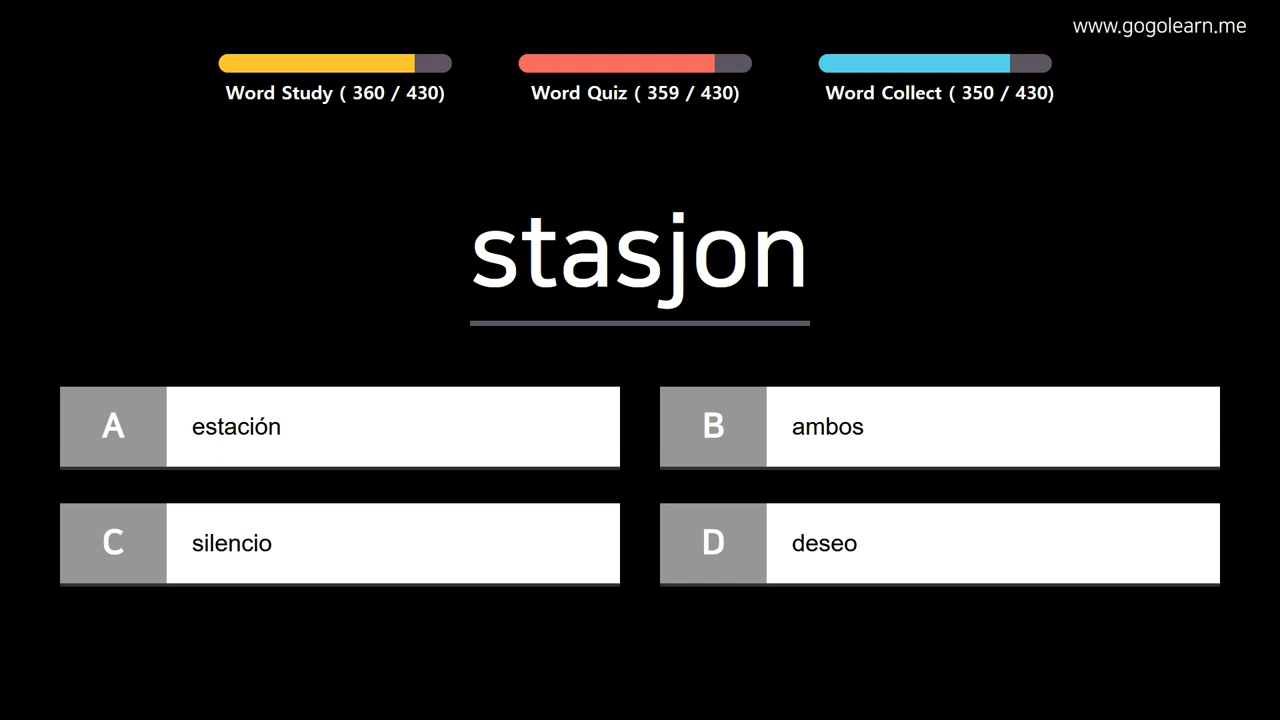 www.gogolearn.me
Word Study ( 360 / 430)
Word Quiz ( 359 / 430)
Word Collect ( 350 / 430)
stasjon
A estación
B ambos
C silencio
D deseo